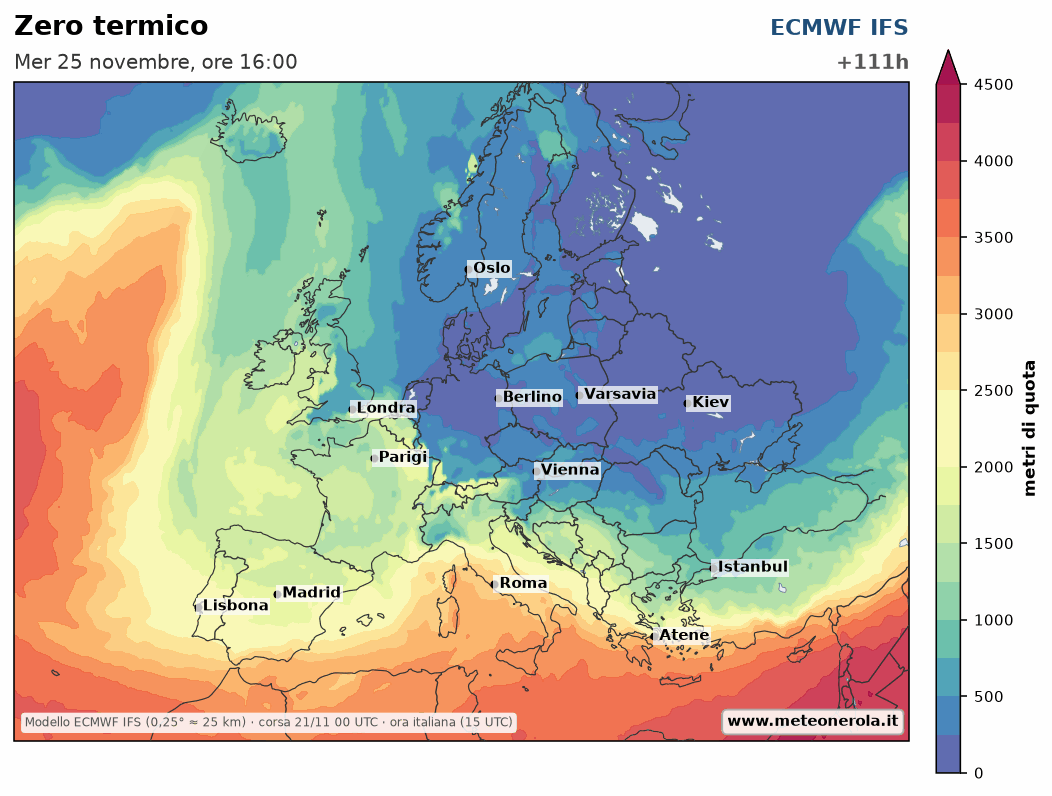 Zero termico
ECMWF IFS
Mer 25 novembre, ore 16:00
+111h
4500
4000
3500
3000
2500
2000
1500
1000
500
0
metri di quota
Oslo
Berlino
Varsavia
Kiev
Londra
Parigi
Vienna
Istanbul
Roma
Madrid
Lisbona
Atene
Modello ECMWF IFS (0,25° ≈ 25 km) · corsa 21/11 00 UTC · ora italiana (15 UTC)
www.meteonerola.it